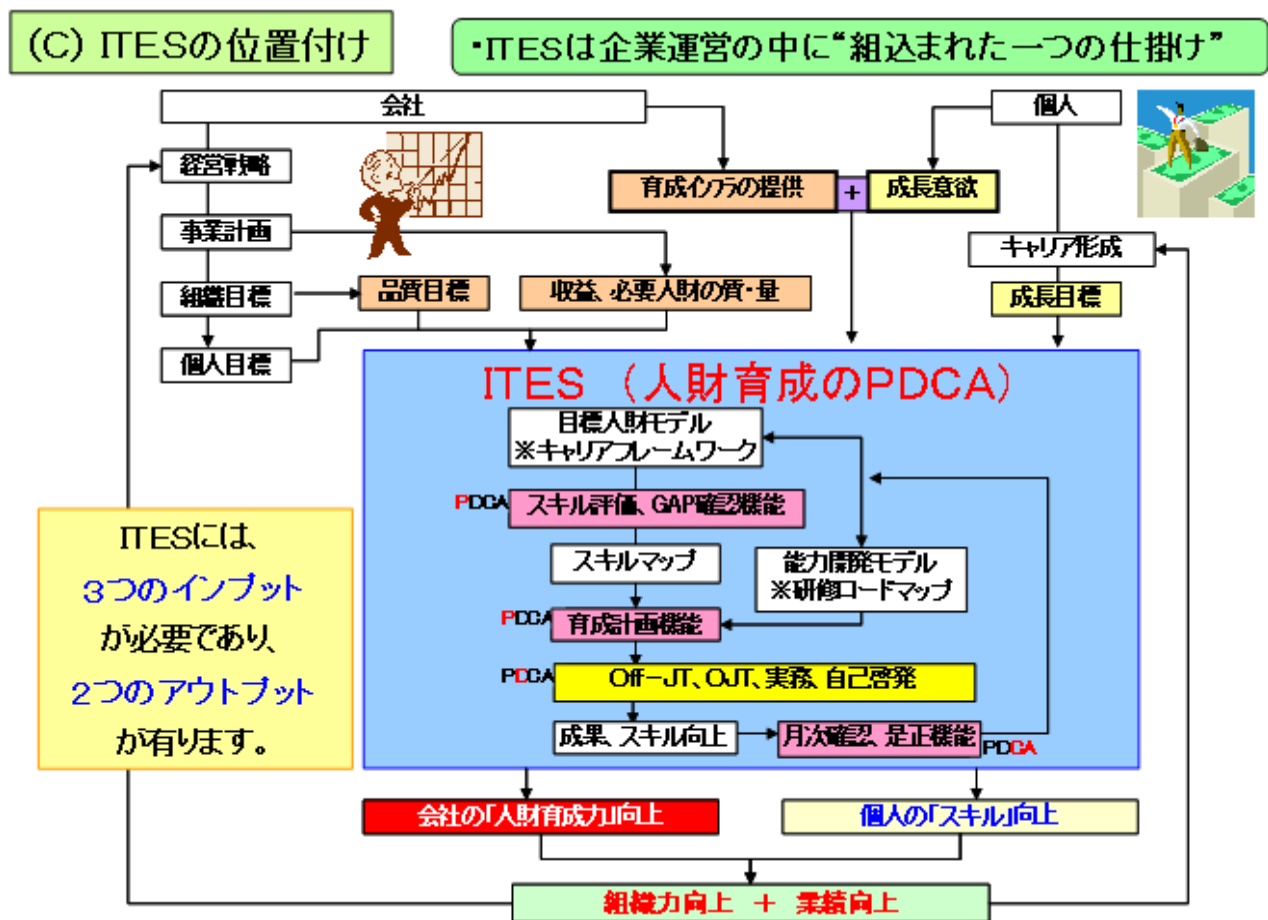 (C) ITESの位置付け
・ITESは企業運営の中に“組込まれた一つの仕掛け”
会社
個人
経営戦略
育成インフラの提供
+
成長意欲
事業計画
キャリア形成
組織目標
品質目標
収益、必要人財の質・量
成長目標
個人目標
ITES （人財育成のPDCA）
目標人財モデル
※キャリアフレームワーク
PDCA
スキル評価、GAP確認機能
スキルマップ
能力開発モデル
※研修ロードマップ
PDCA
育成計画機能
PDCA
Off-JT、OJT、実務、自己啓発
成果、スキル向上
月次確認、是正機能
PDCA
ITESには、
３つのインプット
が必要であり、
２つのアウトプット
が有ります。
会社の「人財育成力」向上
個人の「スキル」向上
組織力向上 ＋ 業績向上